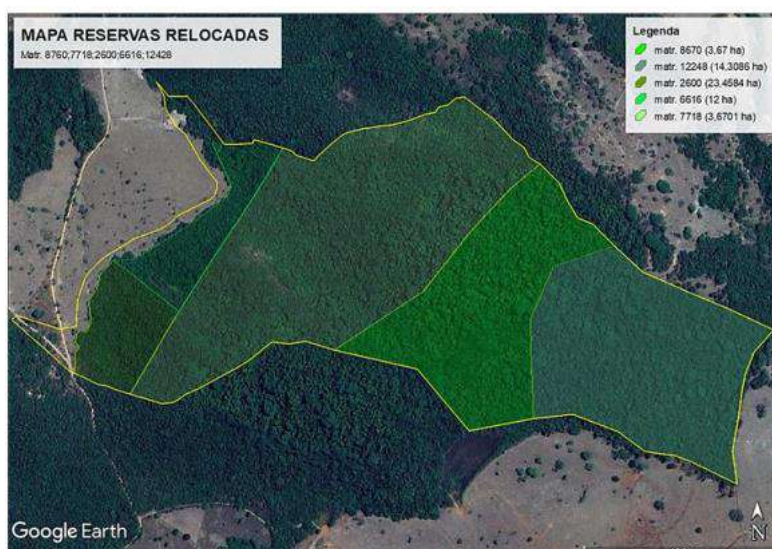 MAPA RESERVAS RELOCADAS
Matr. 8760;7718;2600;6616;12428
Legenda
matr. 8670 (3,67 ha)
matr. 12248 (14,3086 ha)
matr. 2600 (23,4584 ha)
matr. 6616 (12 ha)
matr. 7718 (3,6701 ha)
Google Earth
N